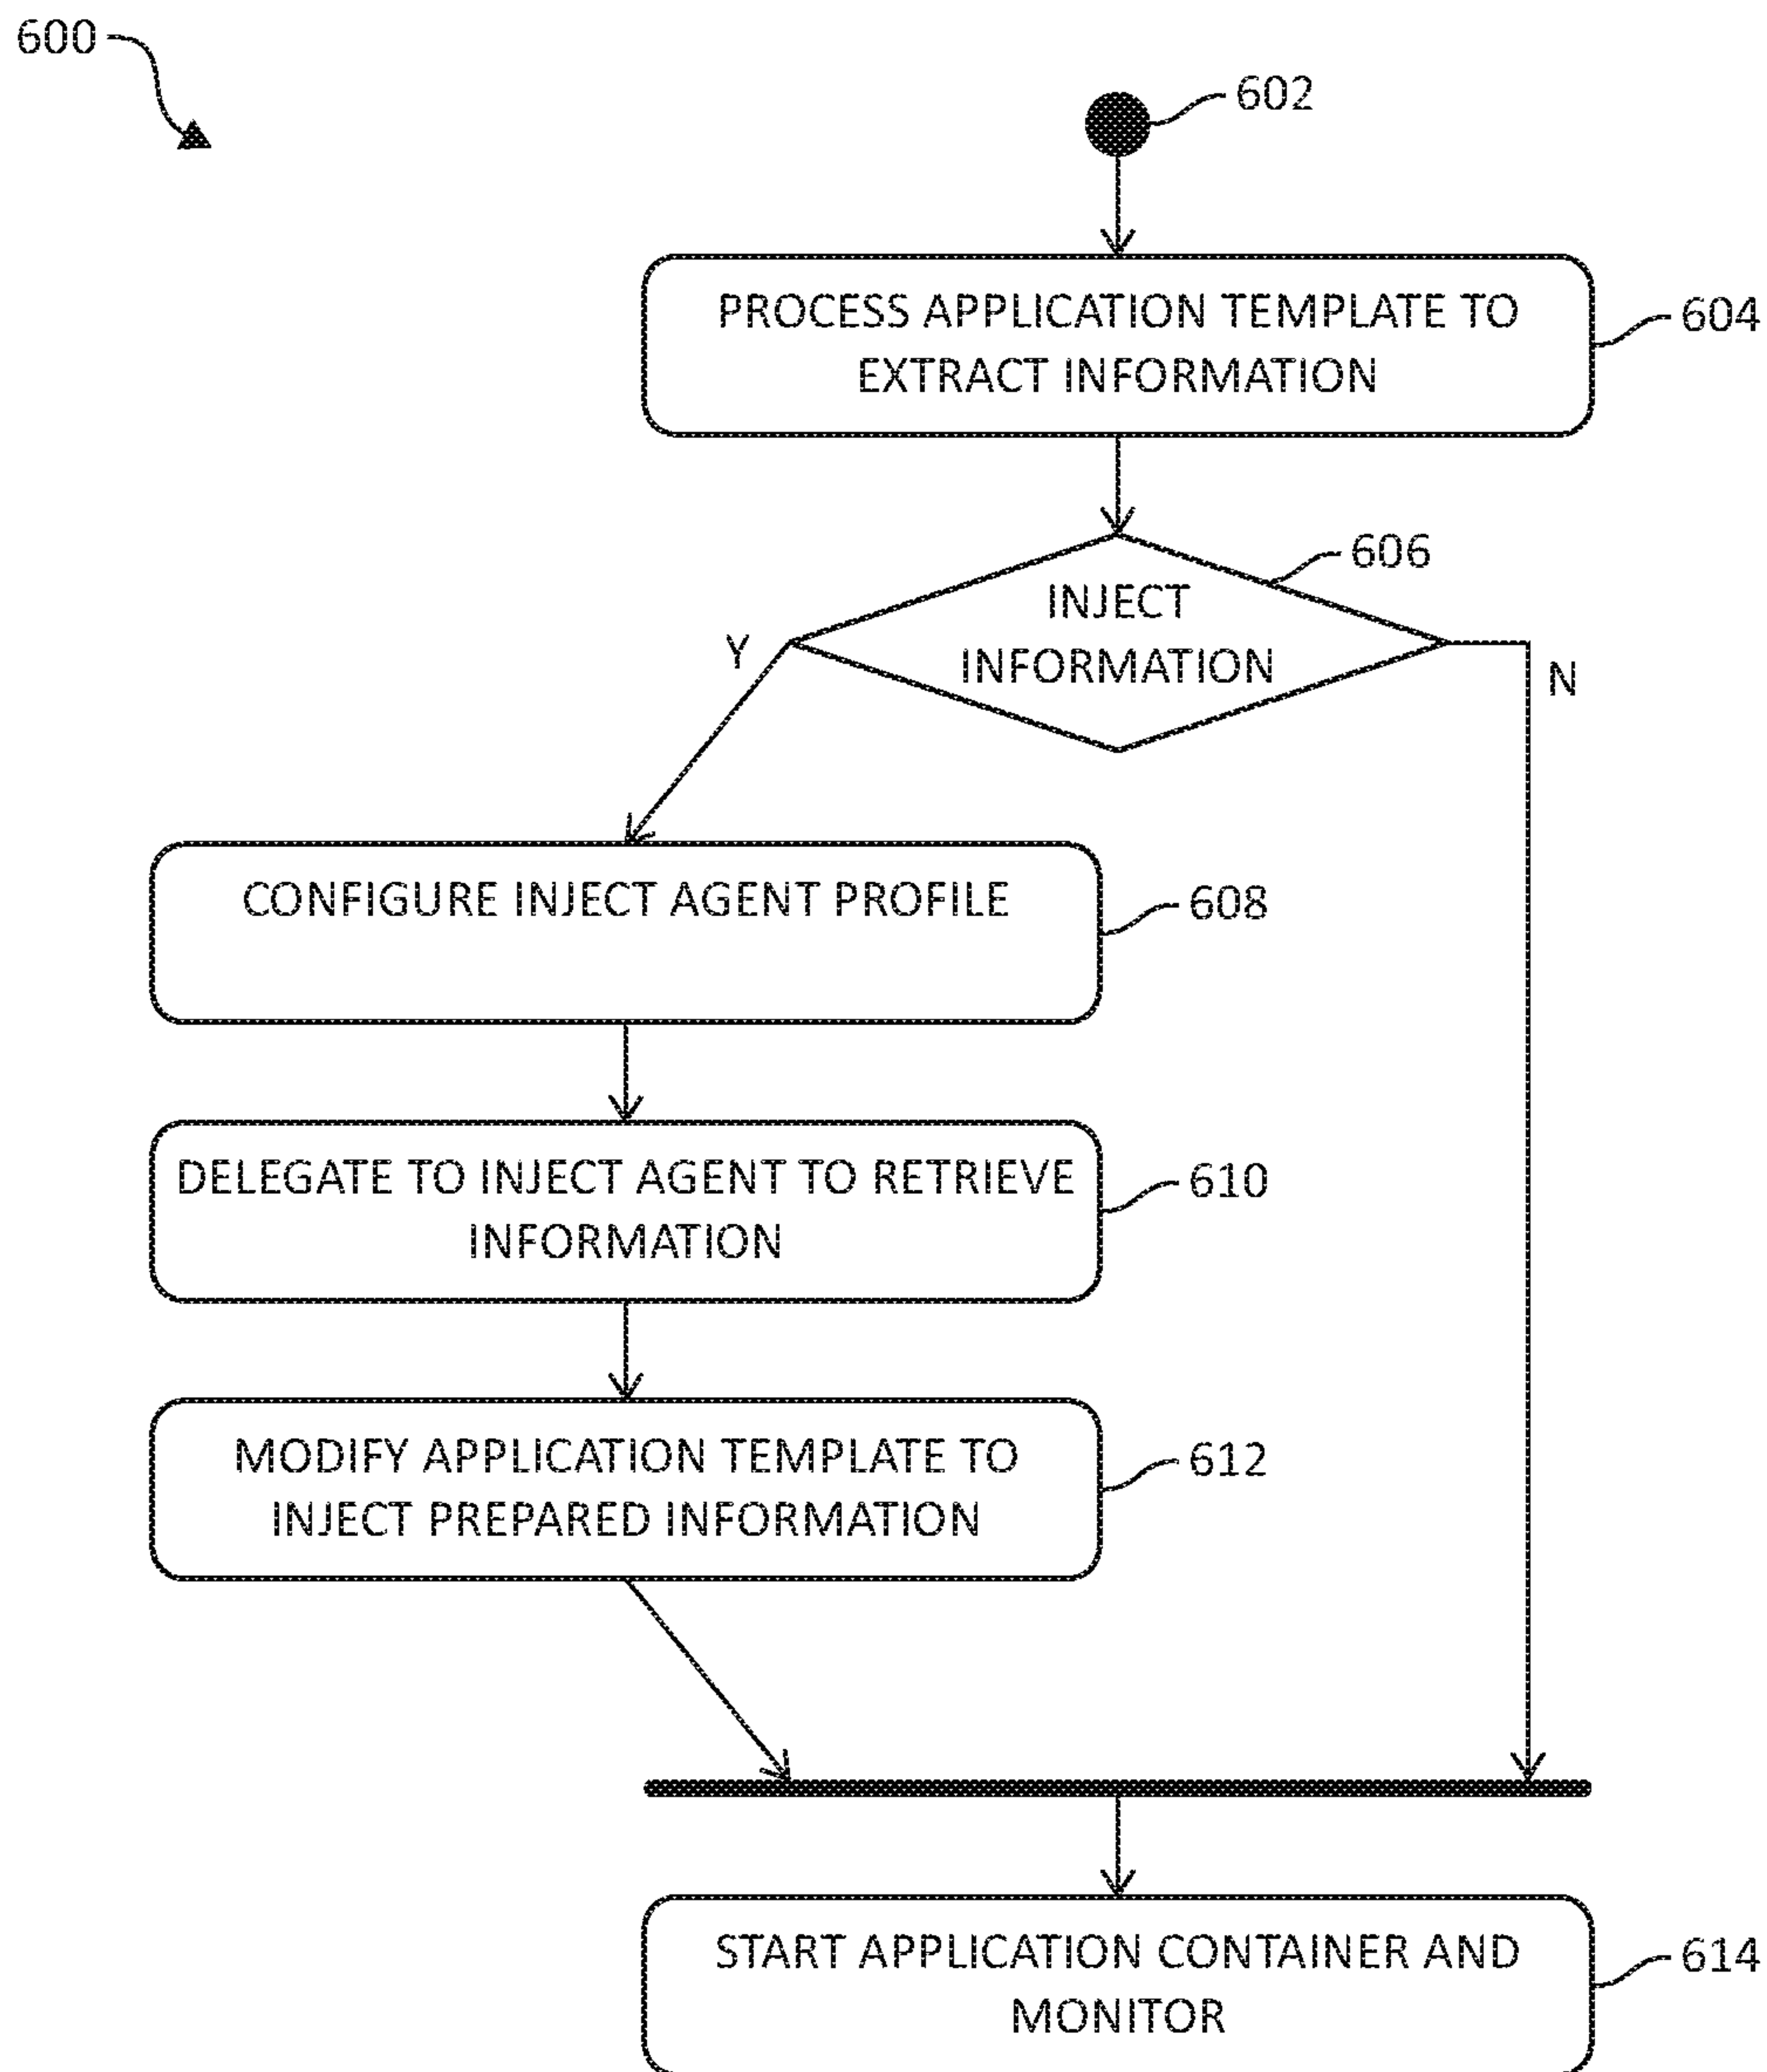 600
602
PROCESS APPLICATION TEMPLATE TO
EXTRACT INFORMATION
604
606
INJECT
INFORMATION
Y
N
CONFIGURE INJECT AGENT PROFILE
608
DELEGATE TO INJECT AGENT TO RETRIEVE
INFORMATION
610
MODIFY APPLICATION TEMPLATE TO
INJECT PREPARED INFORMATION
612
START APPLICATION CONTAINER AND
MONITOR
614